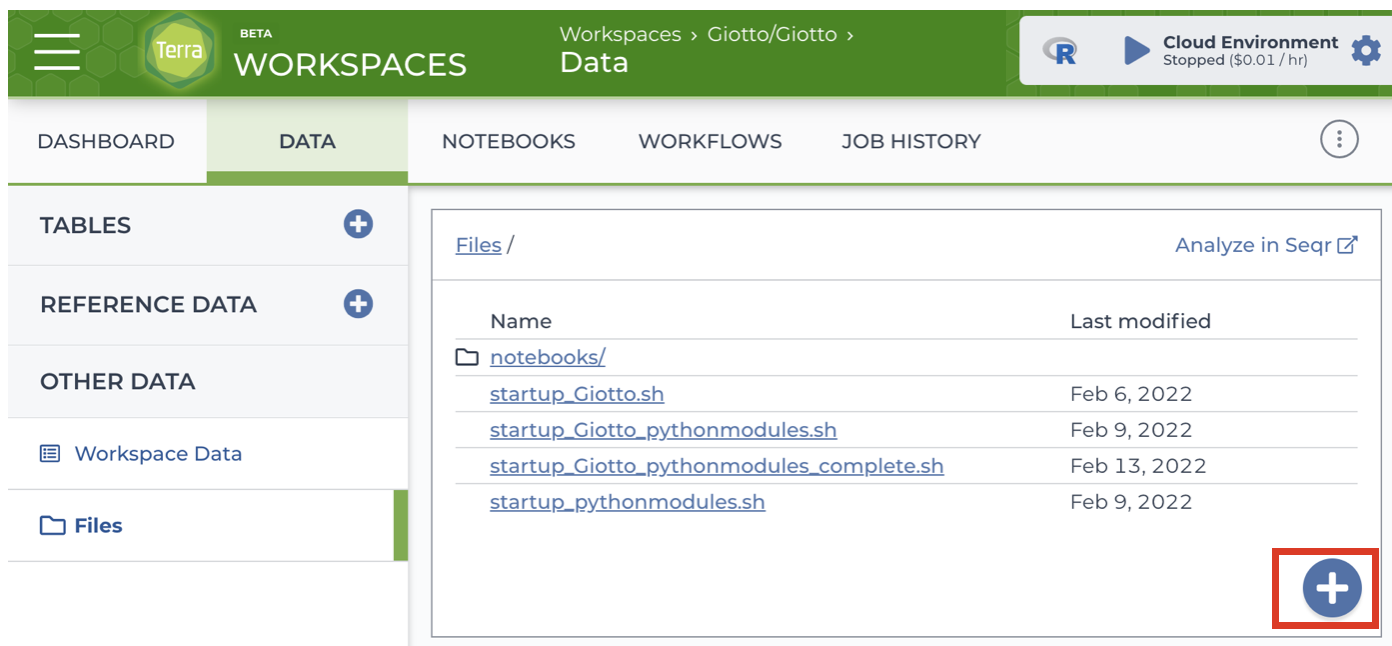 Terra
BETA
WORKSPACES
Workspaces › Giotto/Giotto ›
Data
R
Cloud Environment
Stopped ($0.01 / hr)
DASHBOARD
DATA
NOTEBOOKS
WORKFLOWS
JOB HISTORY
TABLES
REFERENCE DATA
OTHER DATA
Workspace Data
Files
Files /
Analyze in Seqr
Name Last modified
notebooks/
startup_Giotto.sh Feb 6, 2022
startup_Giotto_pythonmodules.sh Feb 9, 2022
startup_Giotto_pythonmodules_complete.sh Feb 13, 2022
startup_pythonmodules.sh Feb 9, 2022